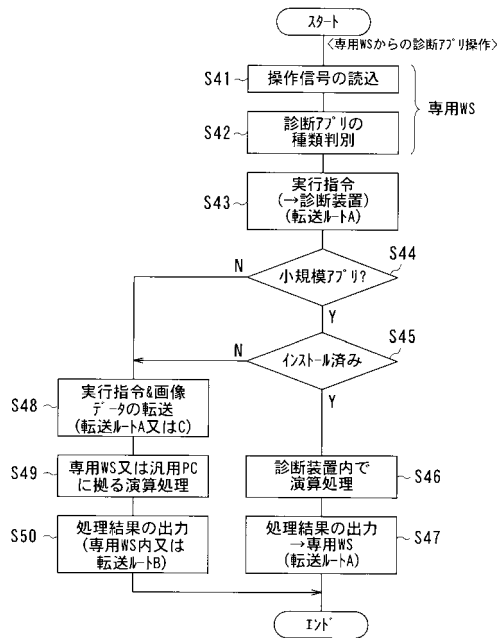 スタート
〈専用WSからの診断アプリ操作〉
S41
操作信号の読込
専用WS
S42
診断アプリの
種類判別
S43
実行指令
(→診断装置)
(転送ルートA)
S44
N
小規模アプリ?
Y
S45
N
インストール済み
Y
S48
実行指令&画像
データの転送
(転送ルートA又はC)
S49
専用WS又は汎用PC
に拠る演算処理
診断装置内で
演算処理
S46
S50
処理結果の出力
(専用WS内又は
転送ルートB)
処理結果の出力
→専用WS
(転送ルートA)
S47
エンド